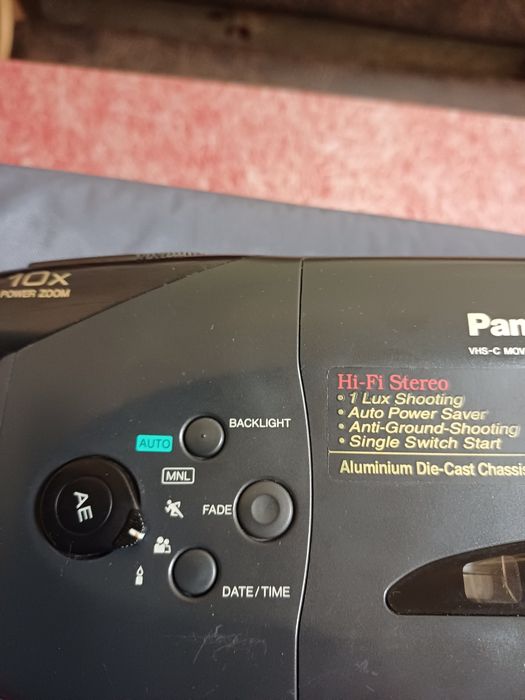 10x
POWER ZOOM
Pan
VHS-C MOV
Hi-Fi Stereo
• 1 Lux Shooting
• Auto Power Saver
• Anti-Ground-Shooting
• Single Switch Start
Aluminium Die-Cast Chassis
BACKLIGHT
AUTO
MNL
FADE
AE
DATE/TIME